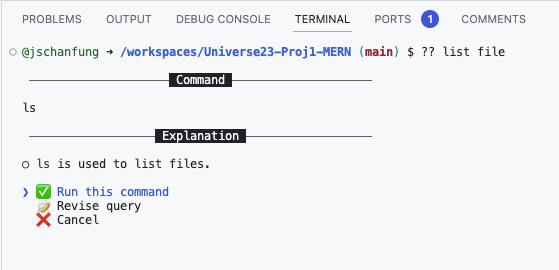 PROBLEMS OUTPUT DEBUG CONSOLE TERMINAL PORTS 1 COMMENTS
@jschanfung ➜ /workspaces/Universe23-Proj1-MERN (main) $ ?? list file
Command
ls
Explanation
○ ls is used to list files.
❯ ✅ Run this command
📝 Revise query
❌ Cancel